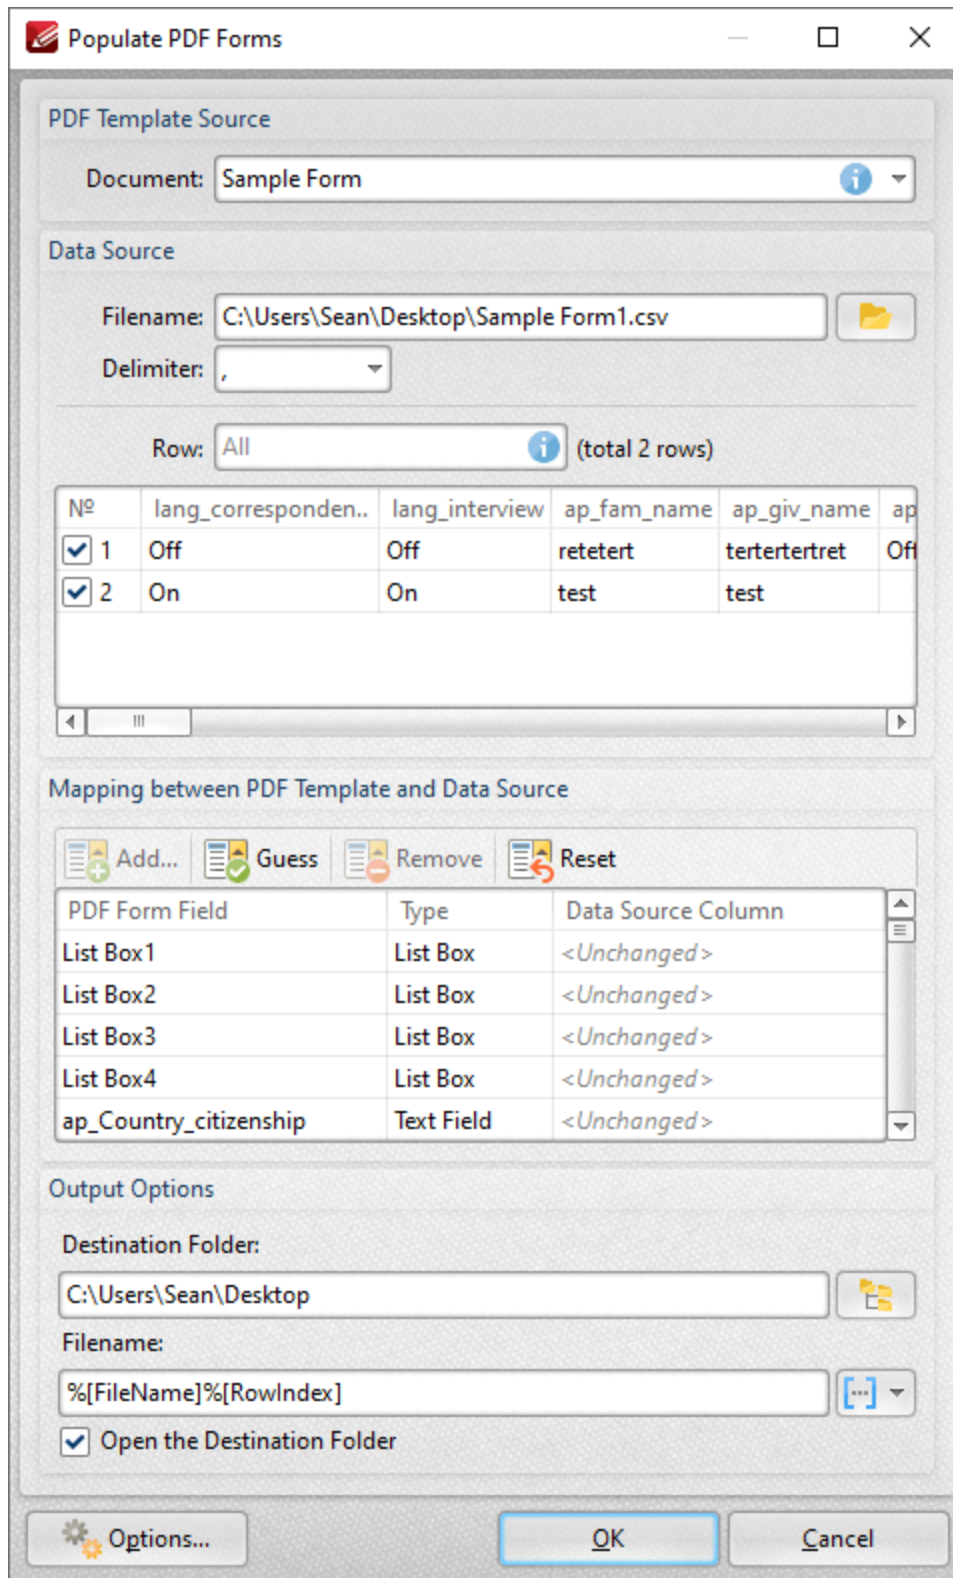 Populate PDF Forms
PDF Template Source
Document: Sample Form
Data Source
Filename: C:\Users\Sean\Desktop\Sample Form1.csv
Delimiter: ,
Row: All (total 2 rows)
Nº lang_corresponden.. lang_interview ap_fam_name ap_giv_name ap
1 Off Off retetert tertertertret Off
2 On On test test
Mapping between PDF Template and Data Source
Add... Guess Remove Reset
PDF Form Field Type Data Source Column
List Box1 List Box <Unchanged>
List Box2 List Box <Unchanged>
List Box3 List Box <Unchanged>
List Box4 List Box <Unchanged>
ap_Country_citizenship Text Field <Unchanged>
Output Options
Destination Folder:
C:\Users\Sean\Desktop
Filename:
%[FileName]%[RowIndex]
Open the Destination Folder
Options... OK Cancel